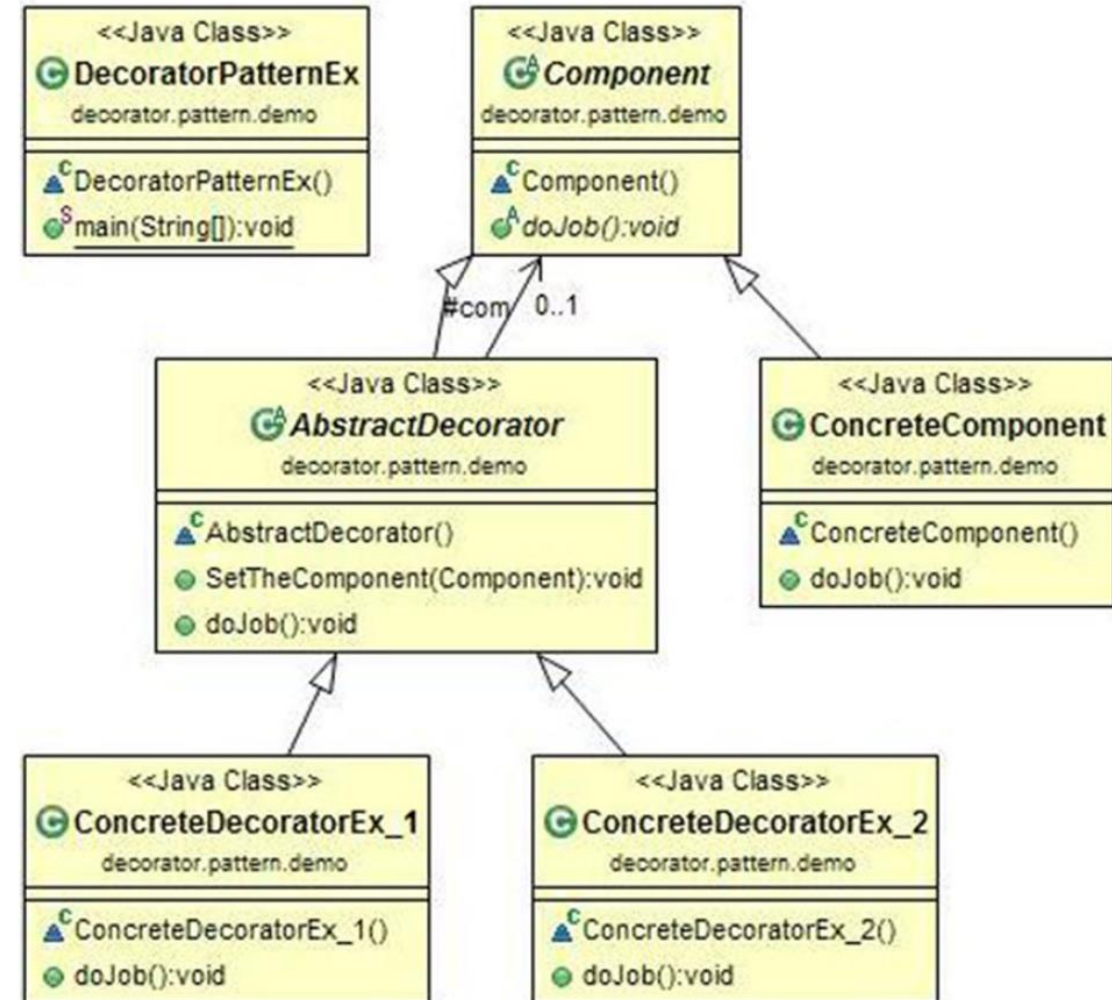 <<Java Class>>
DecoratorPatternEx
decorator.pattern.demo
DecoratorPatternEx()
main(String[]):void
<<Java Class>>
Component
decorator.pattern.demo
Component()
doJob():void
#com
0..1
<<Java Class>>
AbstractDecorator
decorator.pattern.demo
AbstractDecorator()
SetTheComponent(Component):void
doJob():void
<<Java Class>>
ConcreteComponent
decorator.pattern.demo
ConcreteComponent()
doJob():void
<<Java Class>>
ConcreteDecoratorEx_1
decorator.pattern.demo
ConcreteDecoratorEx_1()
doJob():void
<<Java Class>>
ConcreteDecoratorEx_2
decorator.pattern.demo
ConcreteDecoratorEx_2()
doJob():void